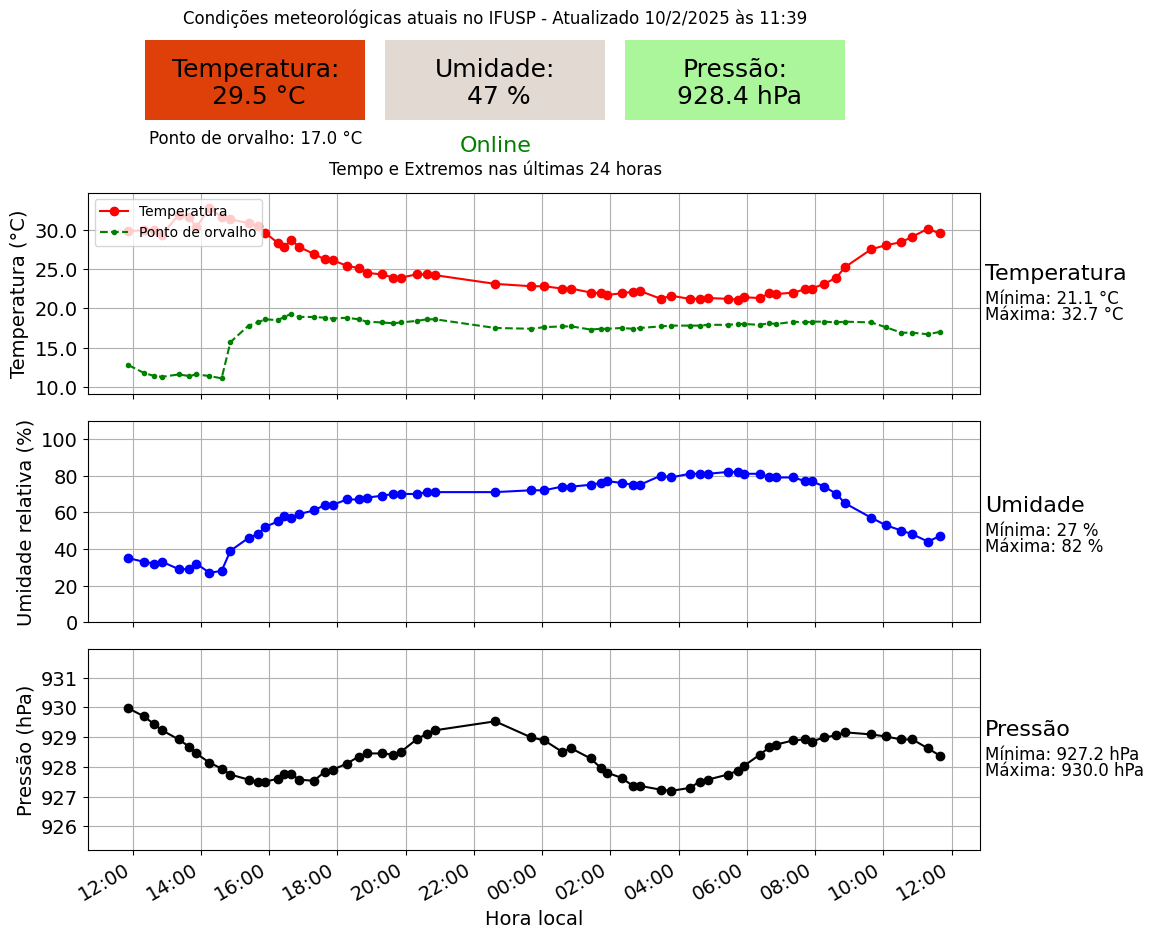 Condições meteorológicas atuais no IFUSP - Atualizado 10/2/2025 às 11:39
Temperatura:
29.5 °C
Umidade:
47 %
Pressão:
928.4 hPa
Ponto de orvalho: 17.0 °C
Online
Tempo e Extremos nas últimas 24 horas
Temperatura (°C)
30.0
25.0
20.0
15.0
10.0
Temperatura
Ponto de orvalho
Temperatura
Mínima: 21.1 °C
Máxima: 32.7 °C
Umidade relativa (%)
100
80
60
40
20
0
Umidade
Mínima: 27 %
Máxima: 82 %
Pressão (hPa)
931
930
929
928
927
926
Pressão
Mínima: 927.2 hPa
Máxima: 930.0 hPa
12:00 14:00 16:00 18:00 20:00 22:00 00:00 02:00 04:00 06:00 08:00 10:00 12:00
Hora local